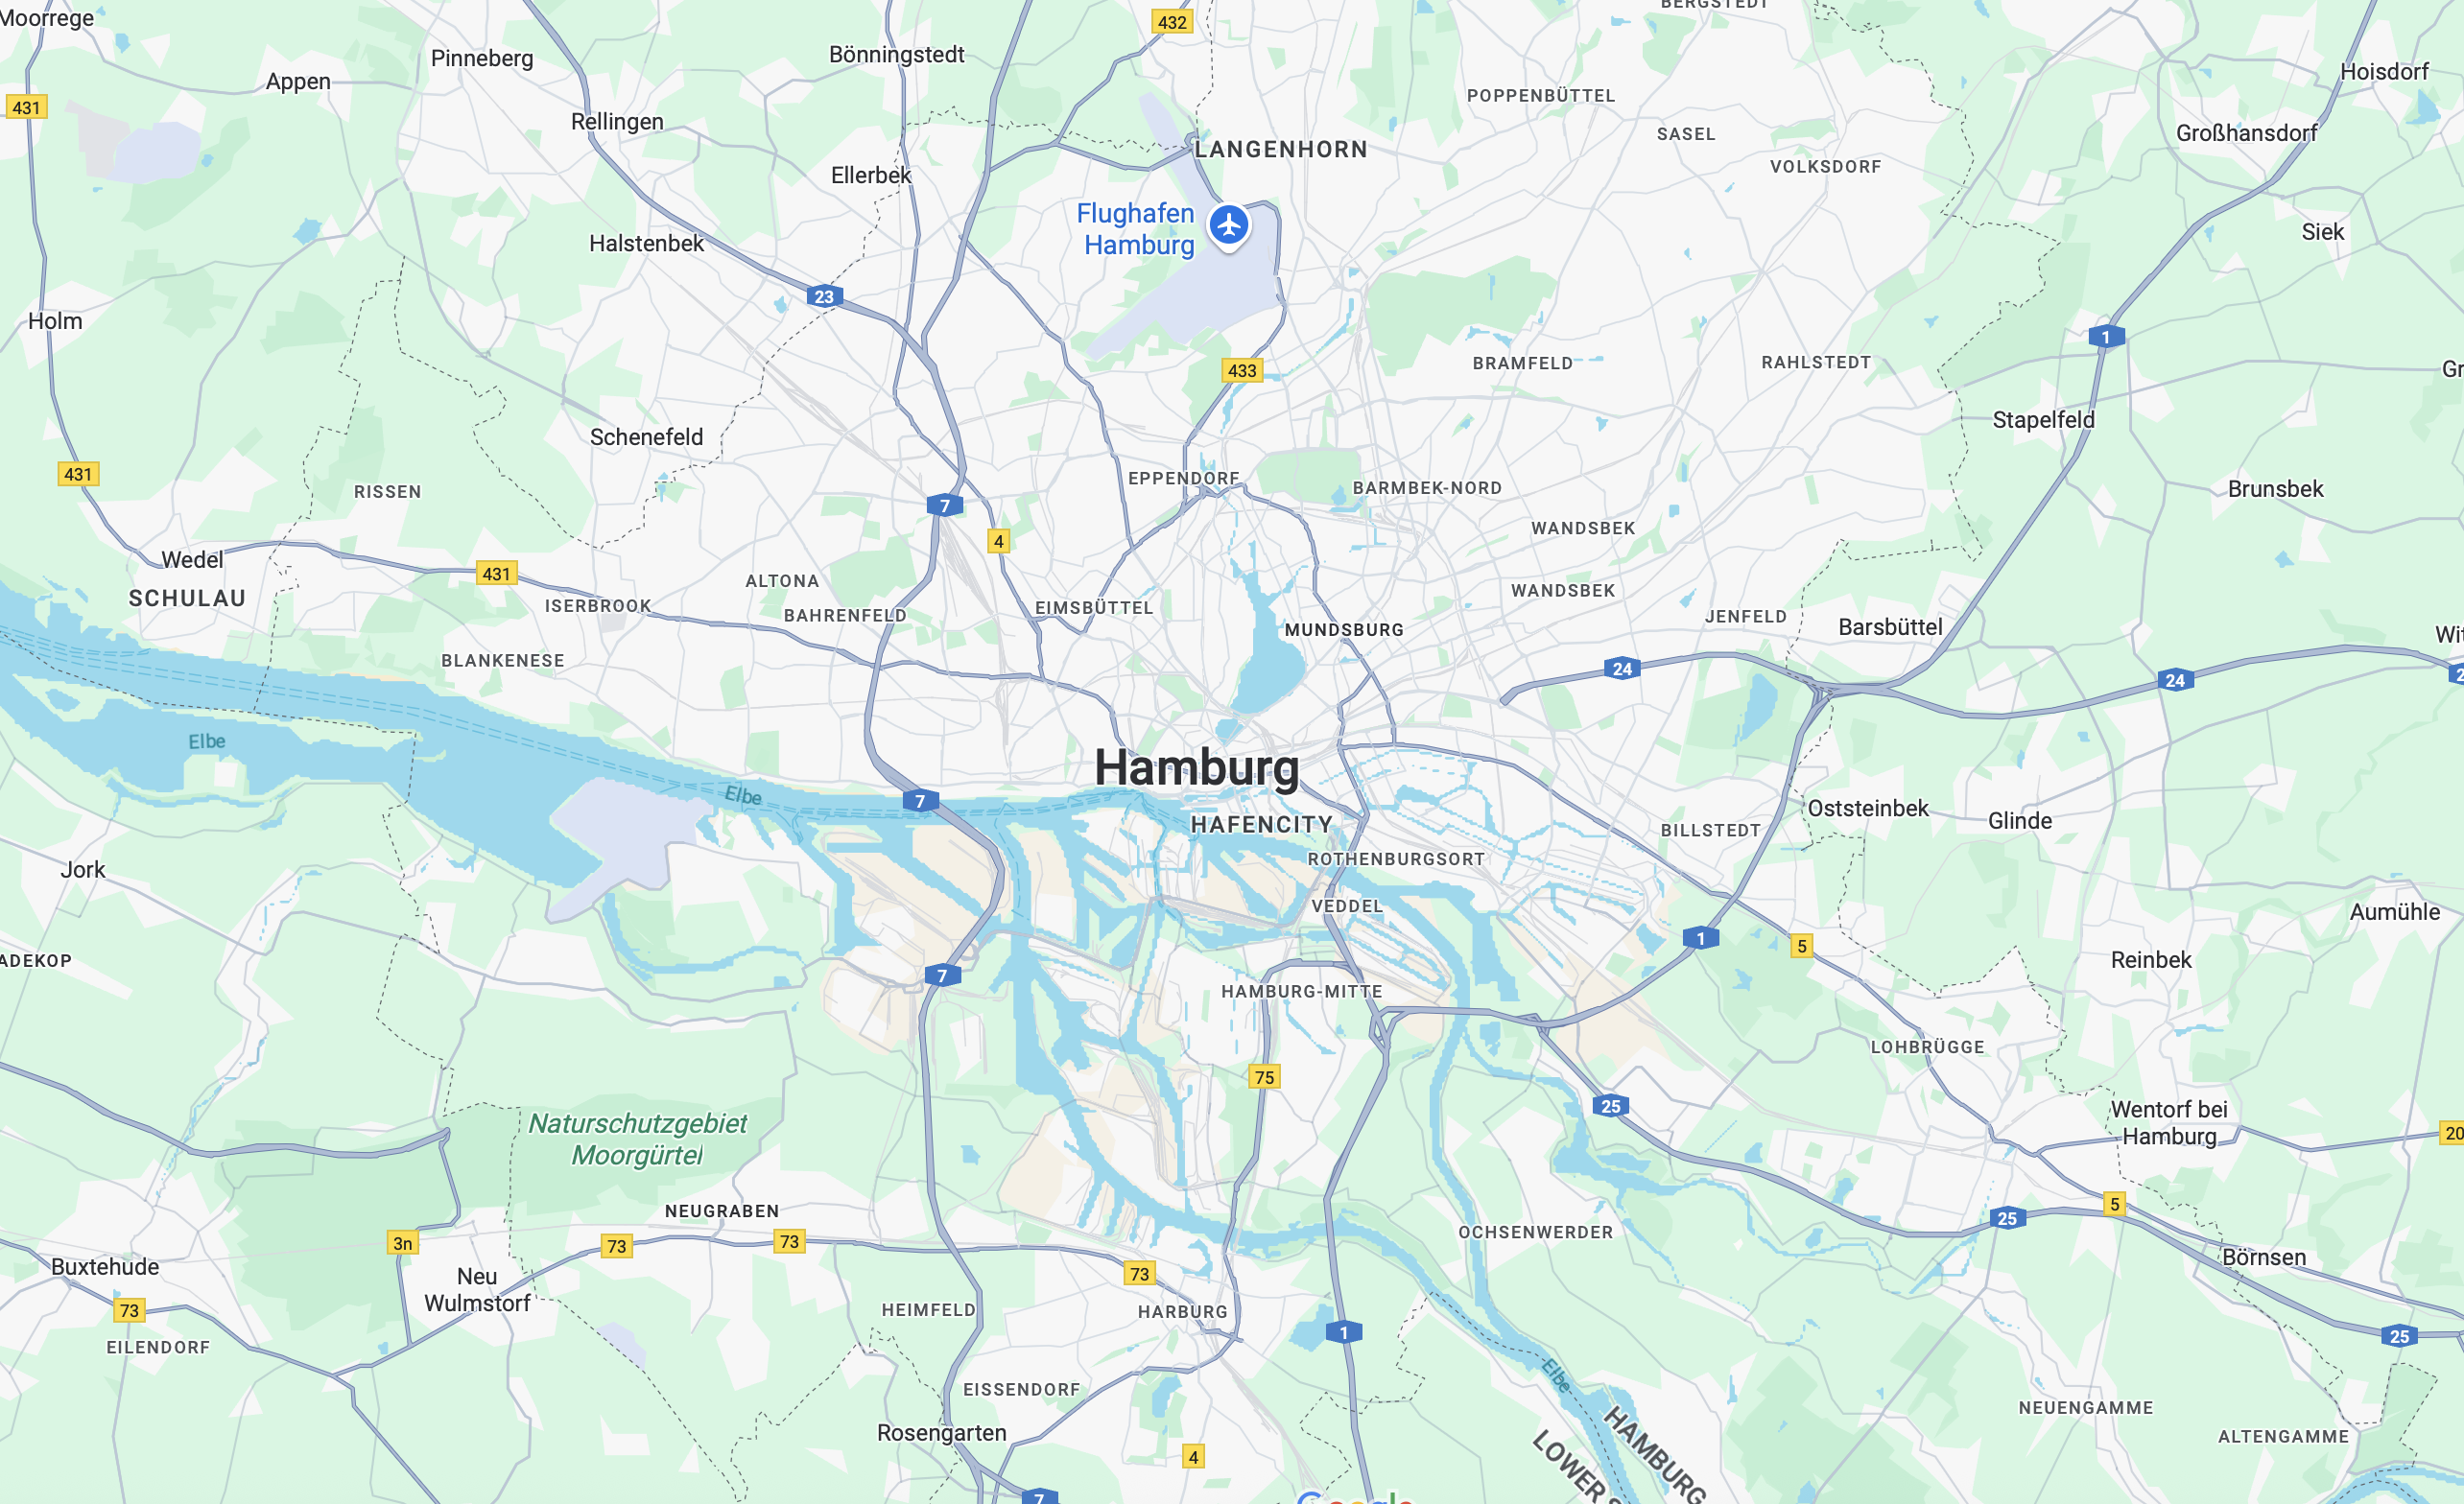 BERGSTEDT
Moorrege
432
Bönningstedt
Pinneberg
Hoisdorf
Appen
POPPENBÜTTEL
431
Rellingen
SASEL
Großhansdorf
LANGENHORN
VOLKSDORF
Ellerbek
Flughafen
Hamburg
Siek
Halstenbek
23
Holm
1
BRAMFELD
RAHLSTEDT
433
Gr
Stapelfeld
Schenefeld
431
EPPENDORF
BARMBEK-NORD
RISSEN
Brunsbek
7
WANDSBEK
4
Wedel
431
ALTONA
WANDSBEK
SCHULAU
ISERBROOK
EIMSBÜTTEL
BAHRENFELD
JENFELD
Barsbüttel
MUNDSBURG
Wit
BLANKENESE
24
24
2
Elbe
Hamburg
Elbe
7
Oststeinbek
Glinde
HAFENCITY
BILLSTEDT
ROTHENBURGSORT
Jork
VEDDEL
Aumühle
1
5
ADEKOP
Reinbek
7
HAMBURG-MITTE
LOHBRÜGGE
75
25
Naturschutzgebiet
Moorgürtel
Wentorf bei
Hamburg
20
NEUGRABEN
5
25
OCHSENWERDER
3n
73
73
Börnsen
Buxtehude
73
Neu
Wulmstorf
73
HEIMFELD
HARBURG
1
25
EILENDORF
Elbe
EISSENDORF
NEUENGAMME
Rosengarten
HAMBURG
LOWER S
ALTENGAMME
4
7
Google